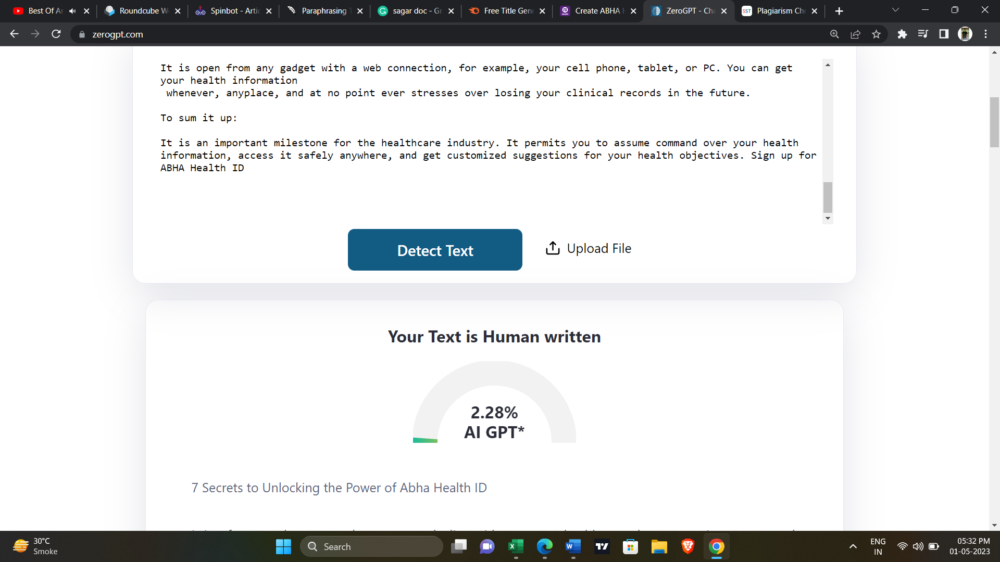 Best Of Ar
Roundcube W
Spinbot - Artic
Paraphrasing T
sagar doc - Gr
Free Title Gene
Create ABHA H
ZeroGPT - Cha
SST
Plagiarism Che
zerogpt.com
It is open from any gadget with a web connection, for example, your cell phone, tablet, or PC. You can get
your health information
whenever, anyplace, and at no point ever stresses over losing your clinical records in the future.
To sum it up:
It is an important milestone for the healthcare industry. It permits you to assume command over your health
information, access it safely anywhere, and get customized suggestions for your health objectives. Sign up for
ABHA Health ID
Detect Text
Upload File
Your Text is Human written
2.28%
AI GPT*
7 Secrets to Unlocking the Power of Abha Health ID
30°C
Smoke
Search
ENG
IN
05:32 PM
01-05-2023